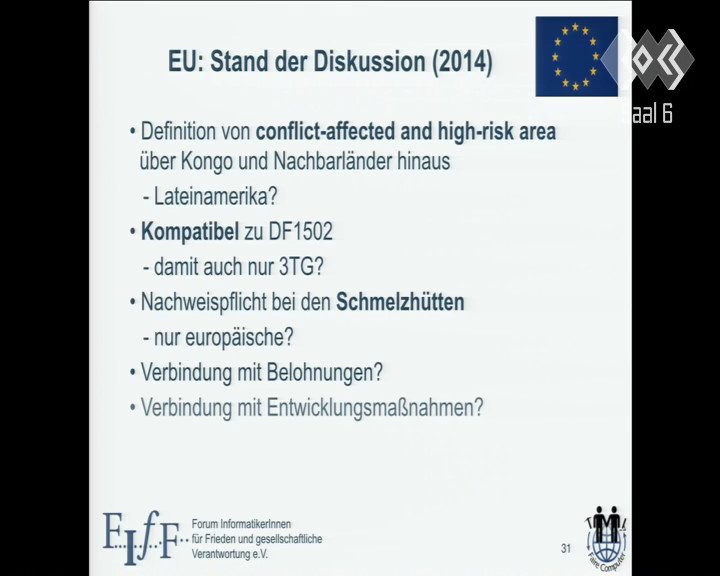 EU: Stand der Diskussion (2014)
Saal 6
• Definition von conflict-affected and high-risk area
über Kongo und Nachbarländer hinaus
- Lateinamerika?
• Kompatibel zu DF1502
- damit auch nur 3TG?
• Nachweispflicht bei den Schmelzhütten
- nur europäische?
• Verbindung mit Belohnungen?
• Verbindung mit Entwicklungsmaßnahmen?
FIfF
Forum InformatikerInnen
für Frieden und gesellschaftliche
Verantwortung e.V.
31
Faire Computer